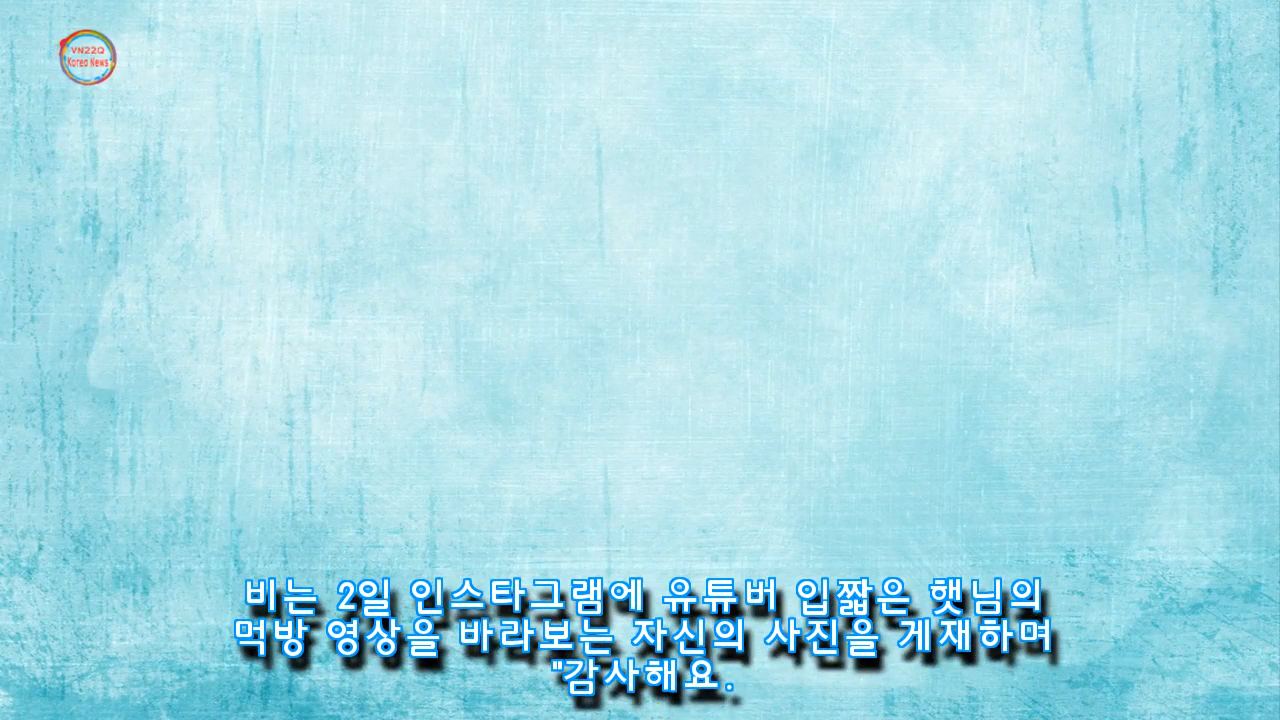 VN22Q
Korea News
비는 2일 인스타그램에 유튜버 입짧은 햇님의
먹방 영상을 바라보는 자신의 사진을 게재하며
"감사해요.